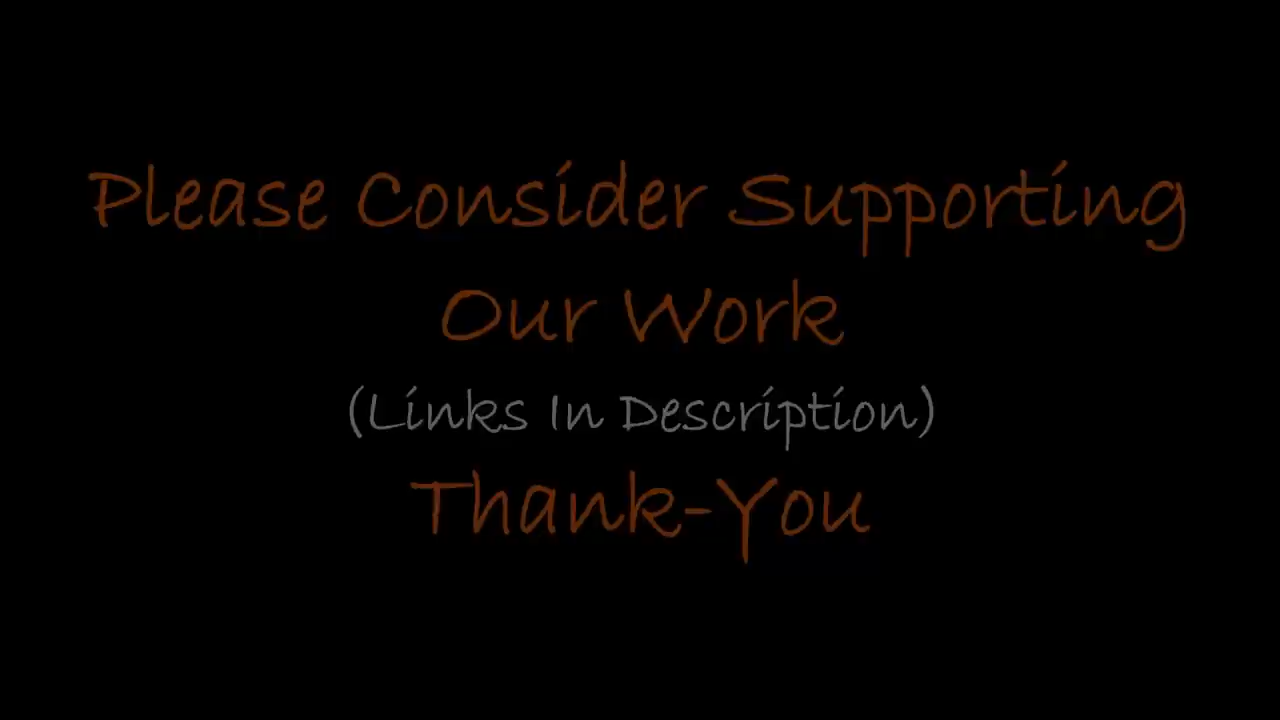 Please Consider Supporting
Our Work
(Links In Description)
Thank-You